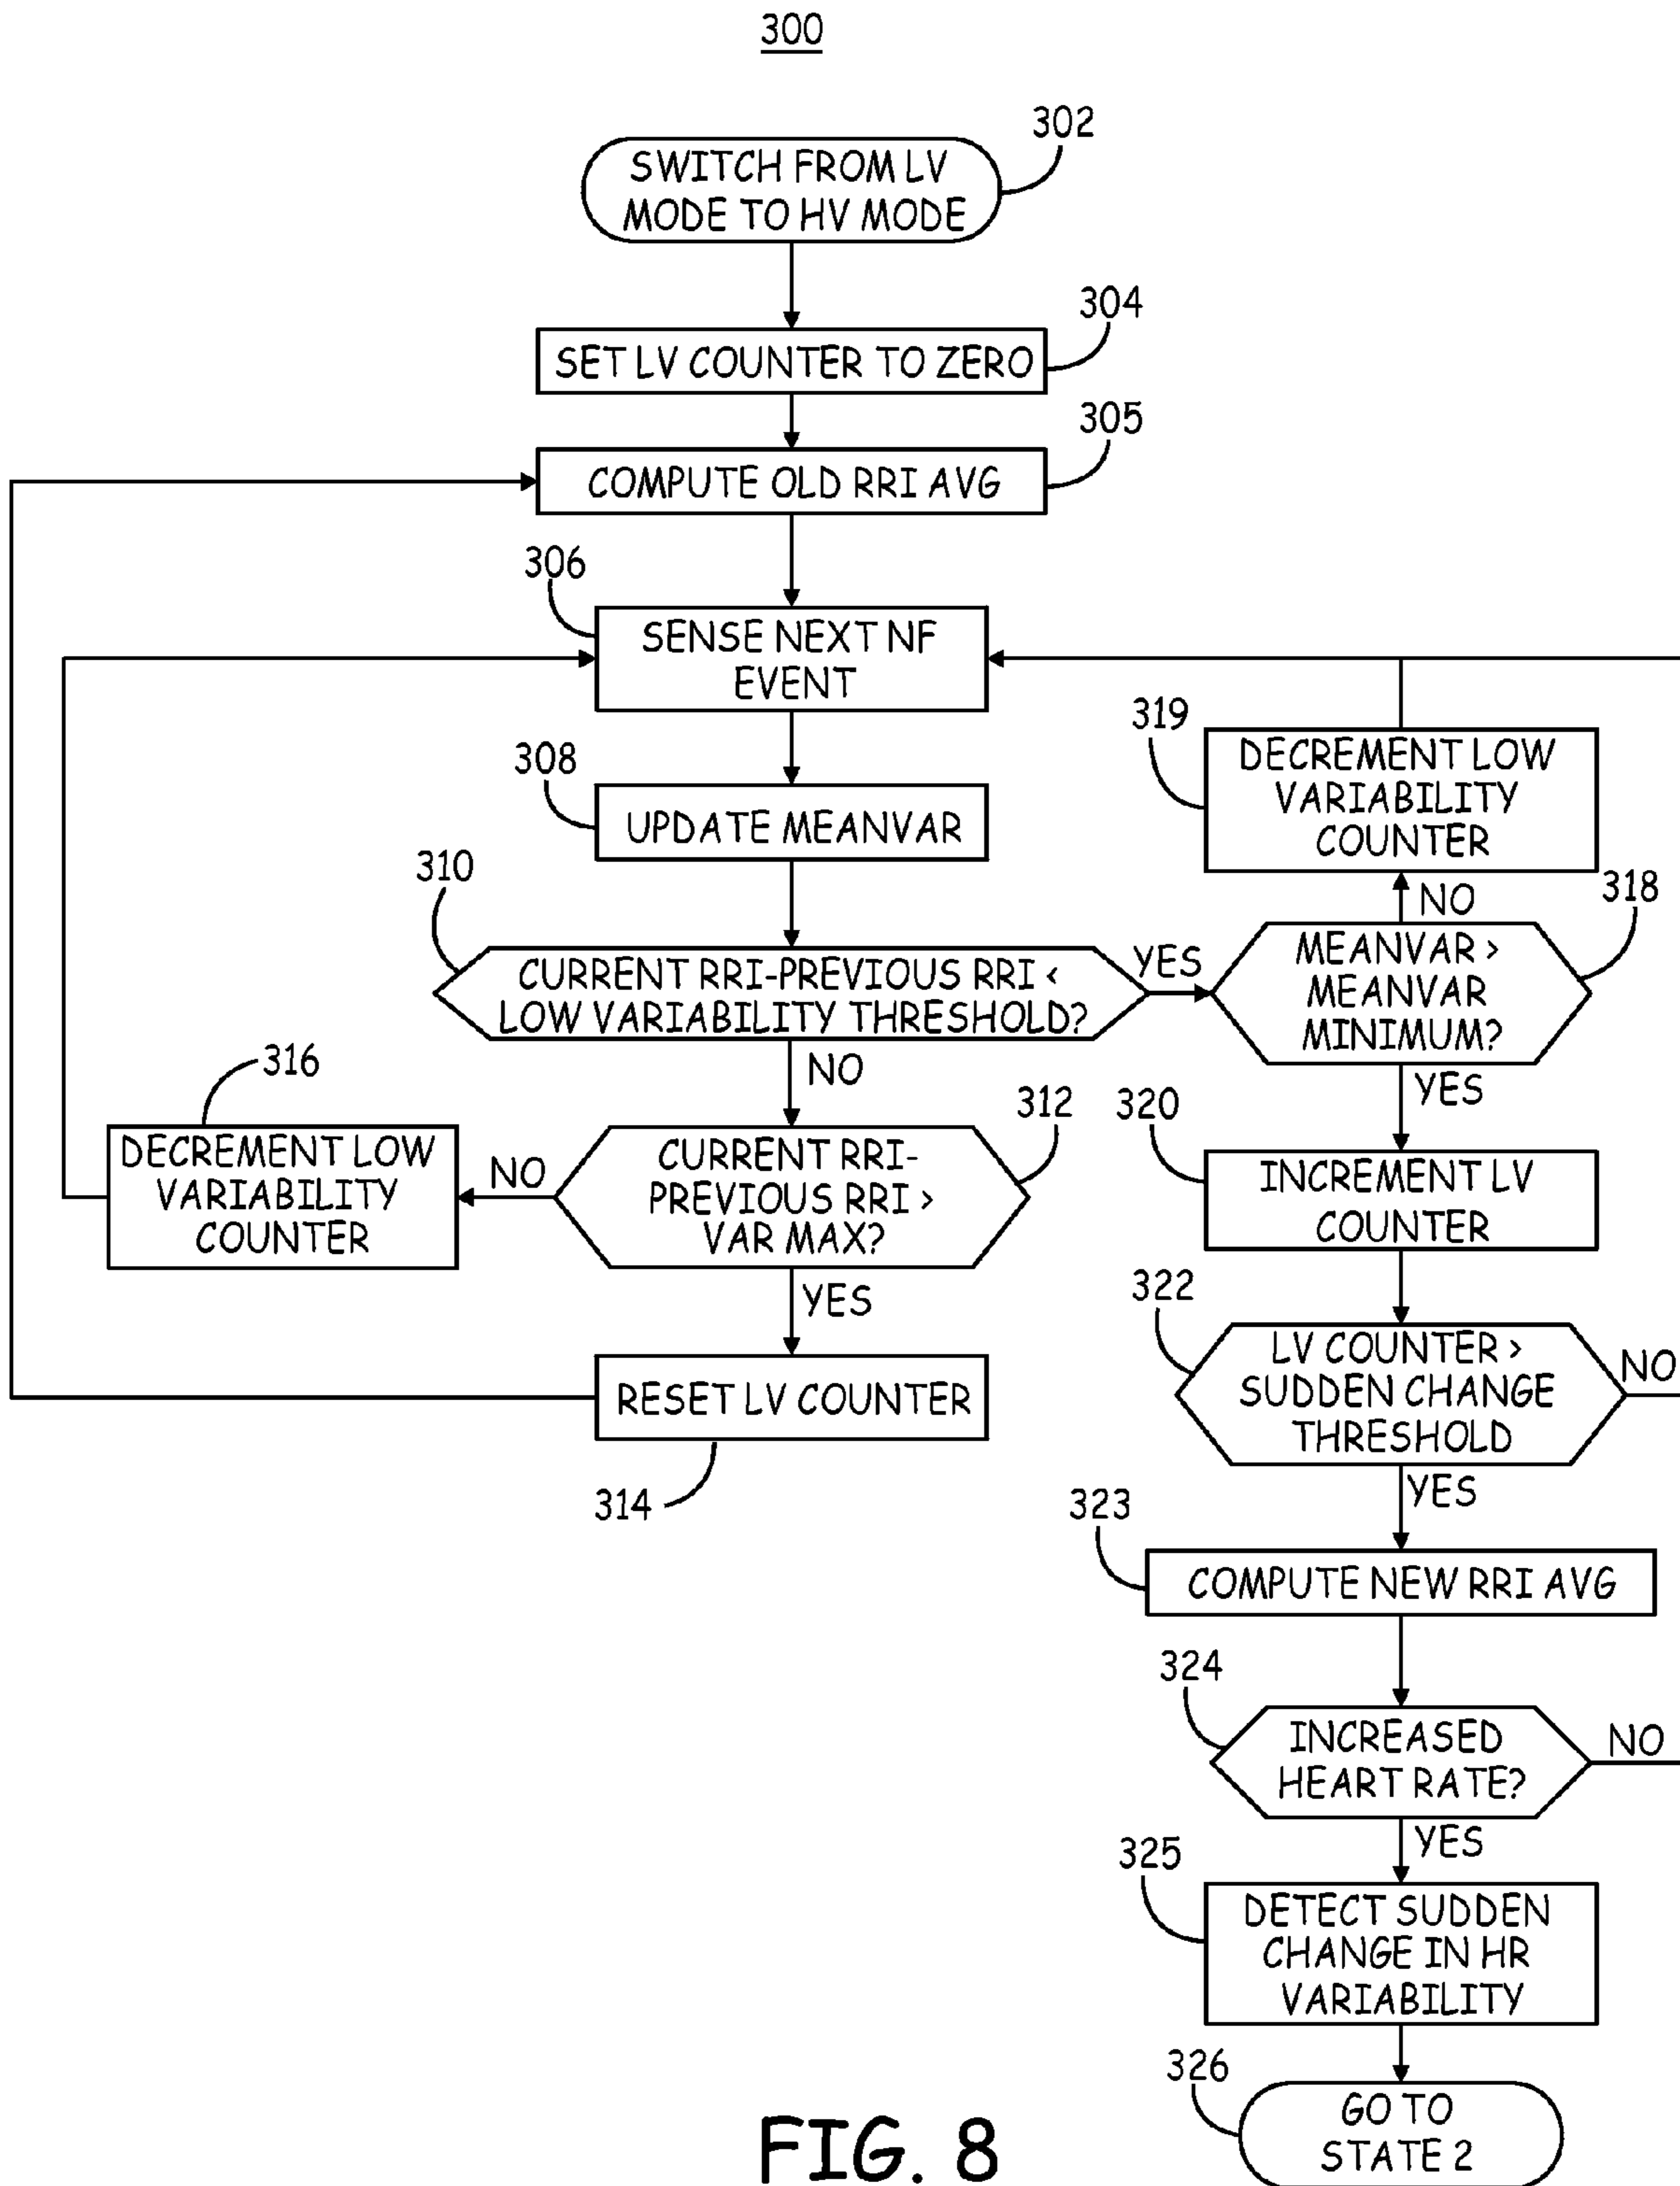 300
302
SWITCH FROM LV
MODE TO HV MODE
304
SET LV COUNTER TO ZERO
305
COMPUTE OLD RRI AVG
306
SENSE NEXT NF
EVENT
308
UPDATE MEANVAR
310
CURRENT RRI-PREVIOUS RRI <
LOW VARIABILITY THRESHOLD?
YES
NO
312
CURRENT RRI-
PREVIOUS RRI >
VAR MAX?
NO
316
DECREMENT LOW
VARIABILITY
COUNTER
YES
RESET LV COUNTER
314
319
DECREMENT LOW
VARIABILITY
COUNTER
NO
318
MEANVAR >
MEANVAR
MINIMUM?
YES
320
INCREMENT LV
COUNTER
322
LV COUNTER >
SUDDEN CHANGE
THRESHOLD
NO
YES
323
COMPUTE NEW RRI AVG
324
INCREASED
HEART RATE?
NO
YES
325
DETECT SUDDEN
CHANGE IN HR
VARIABILITY
326
GO TO
STATE 2
FIG. 8